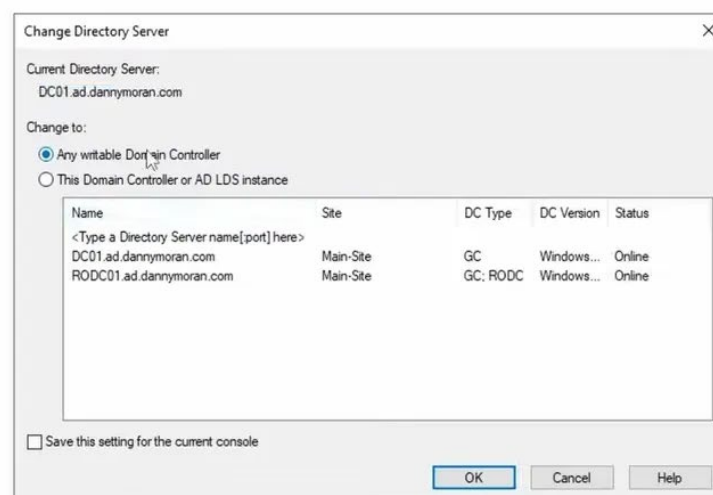 Change Directory Server
Current Directory Server:
DC01.ad.dannymoran.com
Change to:
Any writable Domain Controller
This Domain Controller or AD LDS instance
Name Site DC Type DC Version Status
<Type a Directory Server name[:port] here>
DC01.ad.dannymoran.com Main-Site GC Windows... Online
RODC01.ad.dannymoran.com Main-Site GC; RODC Windows... Online
Save this setting for the current console
OK Cancel Help